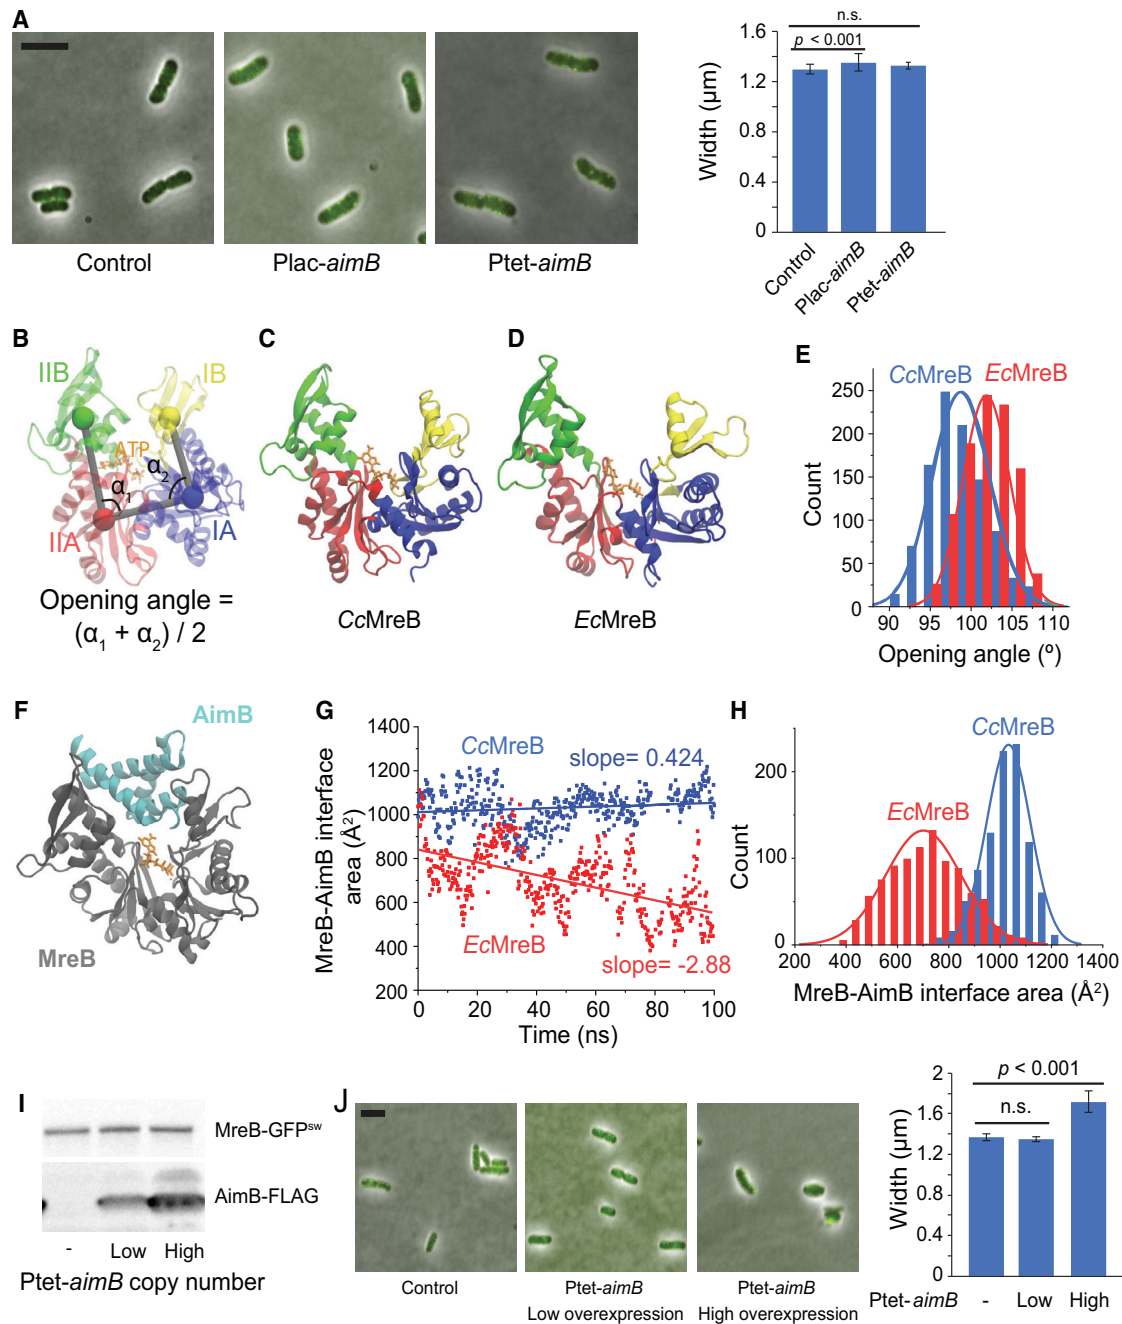 A
Control
Plac-aimB
Ptet-aimB
n.s.
p < 0.001
Width (μm)
1.6
1.2
0.8
0.4
0
Control
Plac-aimB
Ptet-aimB
B
IIB
IB
ATP
α1
α2
IIA
IA
Opening angle =
(α1 + α2) / 2
C
CcMreB
D
EcMreB
E
CcMreB
EcMreB
Count
250
200
150
100
50
0
90 95 100 105 110
Opening angle (º)
F
AimB
MreB
G
MreB-AimB interface
area (Å2)
1400
1200
1000
800
600
400
200
CcMreB
slope= 0.424
EcMreB
slope= -2.88
0 20 40 60 80 100
Time (ns)
H
CcMreB
EcMreB
Count
200
100
0
200 400 600 800 1000 1200 1400
MreB-AimB interface area (Å2)
I
MreB-GFPsw
AimB-FLAG
- Low High
Ptet-aimB copy number
J
Control
Ptet-aimB
Low overexpression
Ptet-aimB
High overexpression
p < 0.001
n.s.
Width (μm)
2
1.6
1.2
0.8
0.4
0
Ptet-aimB - Low High